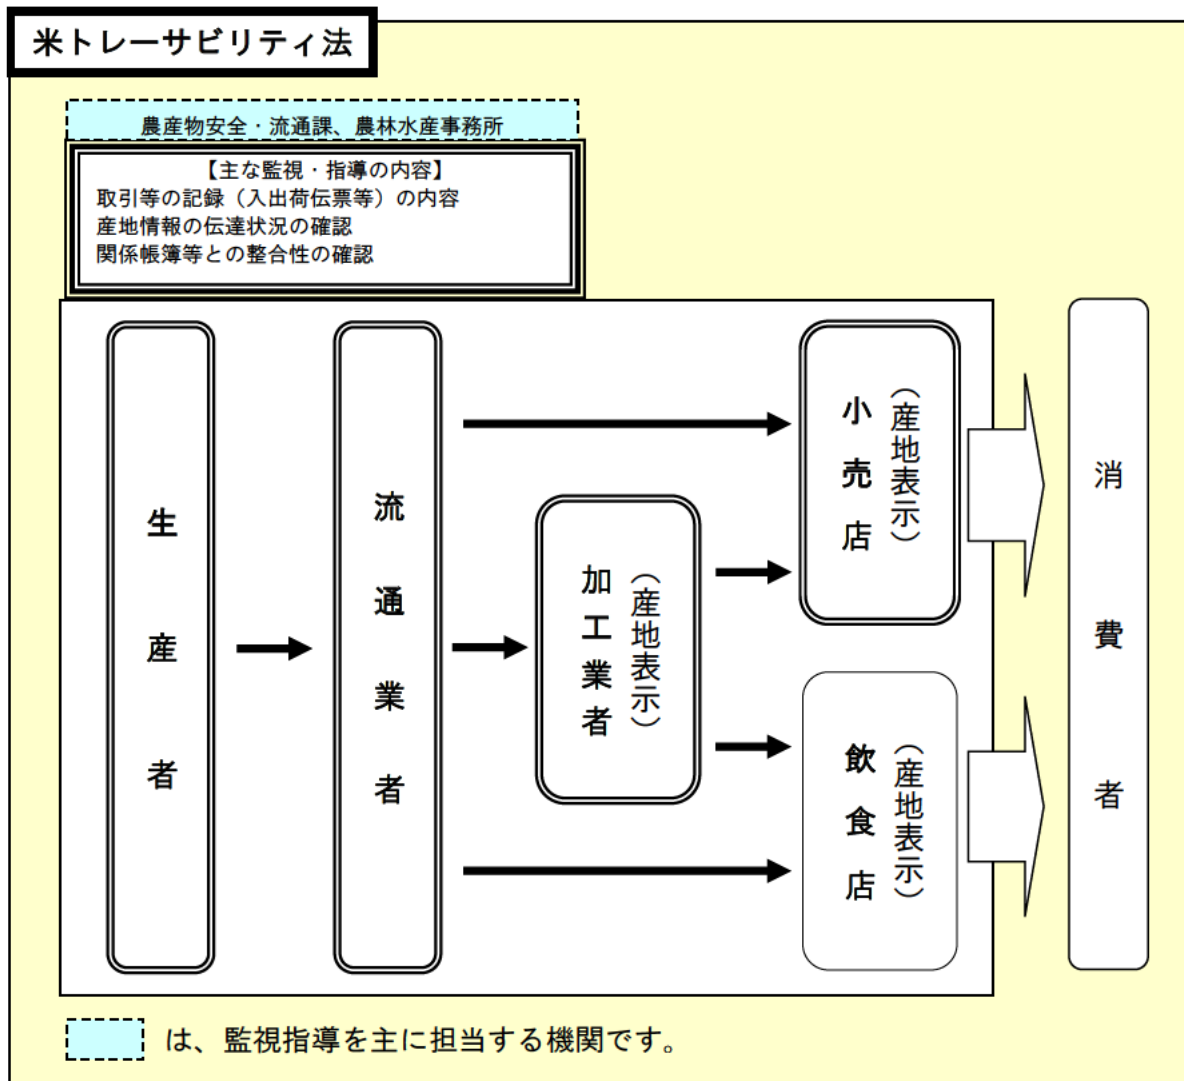 米トレーサビリティ法
農産物安全・流通課、農林水産事務所
【主な監視・指導の内容】
取引等の記録（入出荷伝票等）の内容
産地情報の伝達状況の確認
関係帳簿等との整合性の確認
生産者
流通業者
加工業者
（産地表示）
小売店
（産地表示）
飲食店
（産地表示）
消費者
は、監視指導を主に担当する機関です。